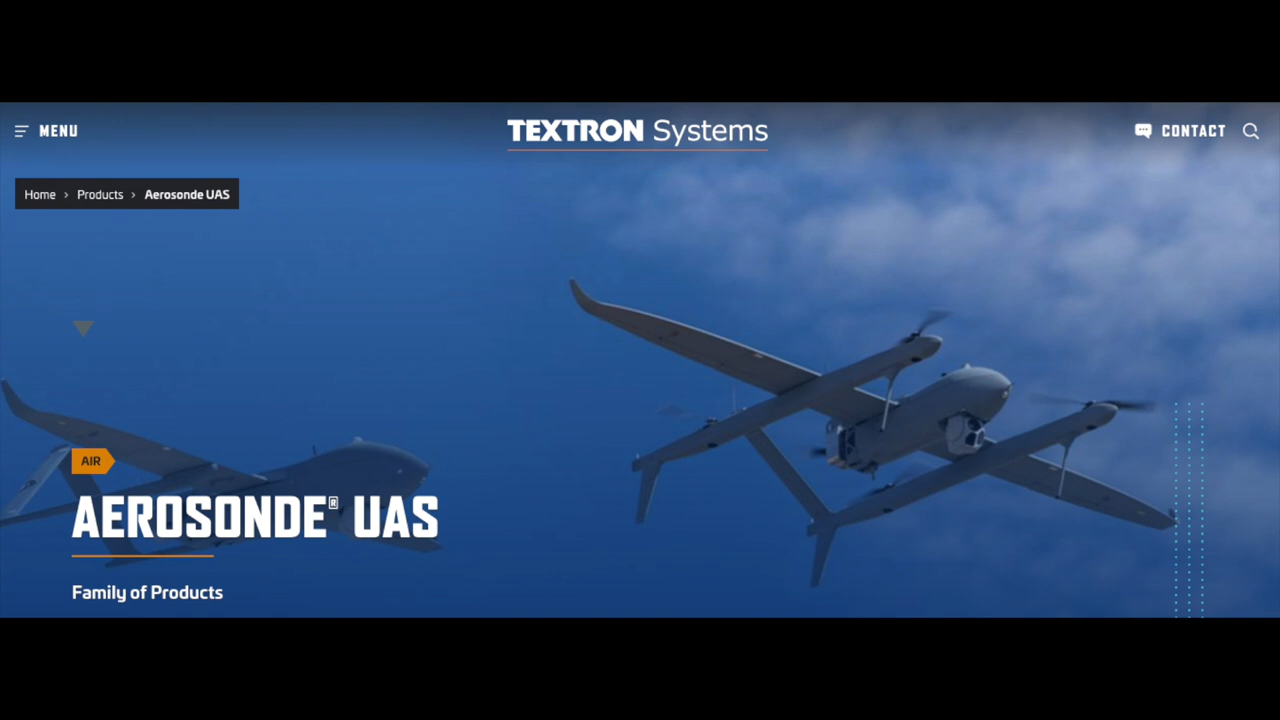 MENU
TEXTRON Systems
CONTACT
Home › Products › Aerosonde UAS
AIR
AEROSONDE® UAS
Family of Products